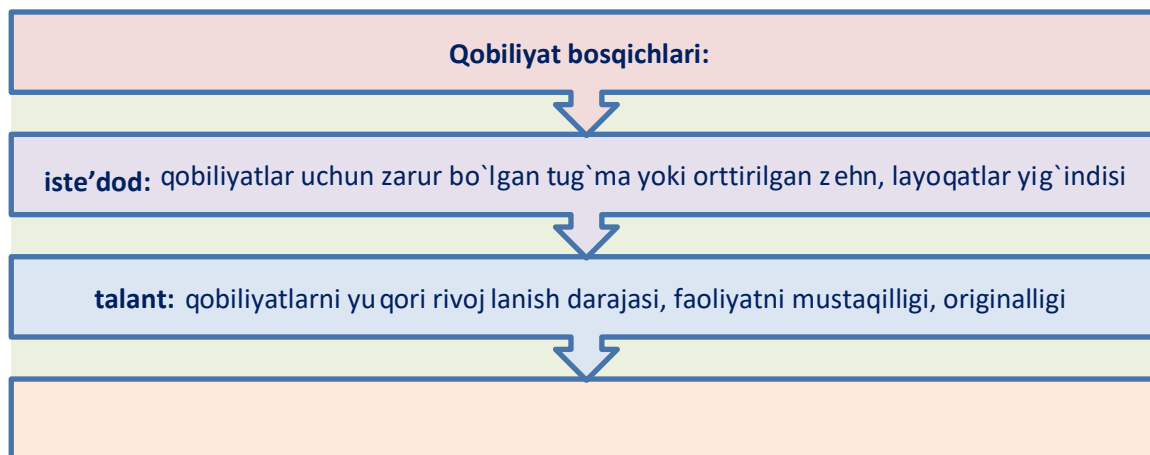 Qobiliyat bosqichlari:
iste’dod: qobiliyatlar uchun zarur bo`lgan tug`ma yoki orttirilgan zehn, layoqatlar yig`indisi
talant: qobiliyatlarni yuqori rivojlanish darajasi, faoliyatni mustaqilligi, originalligi